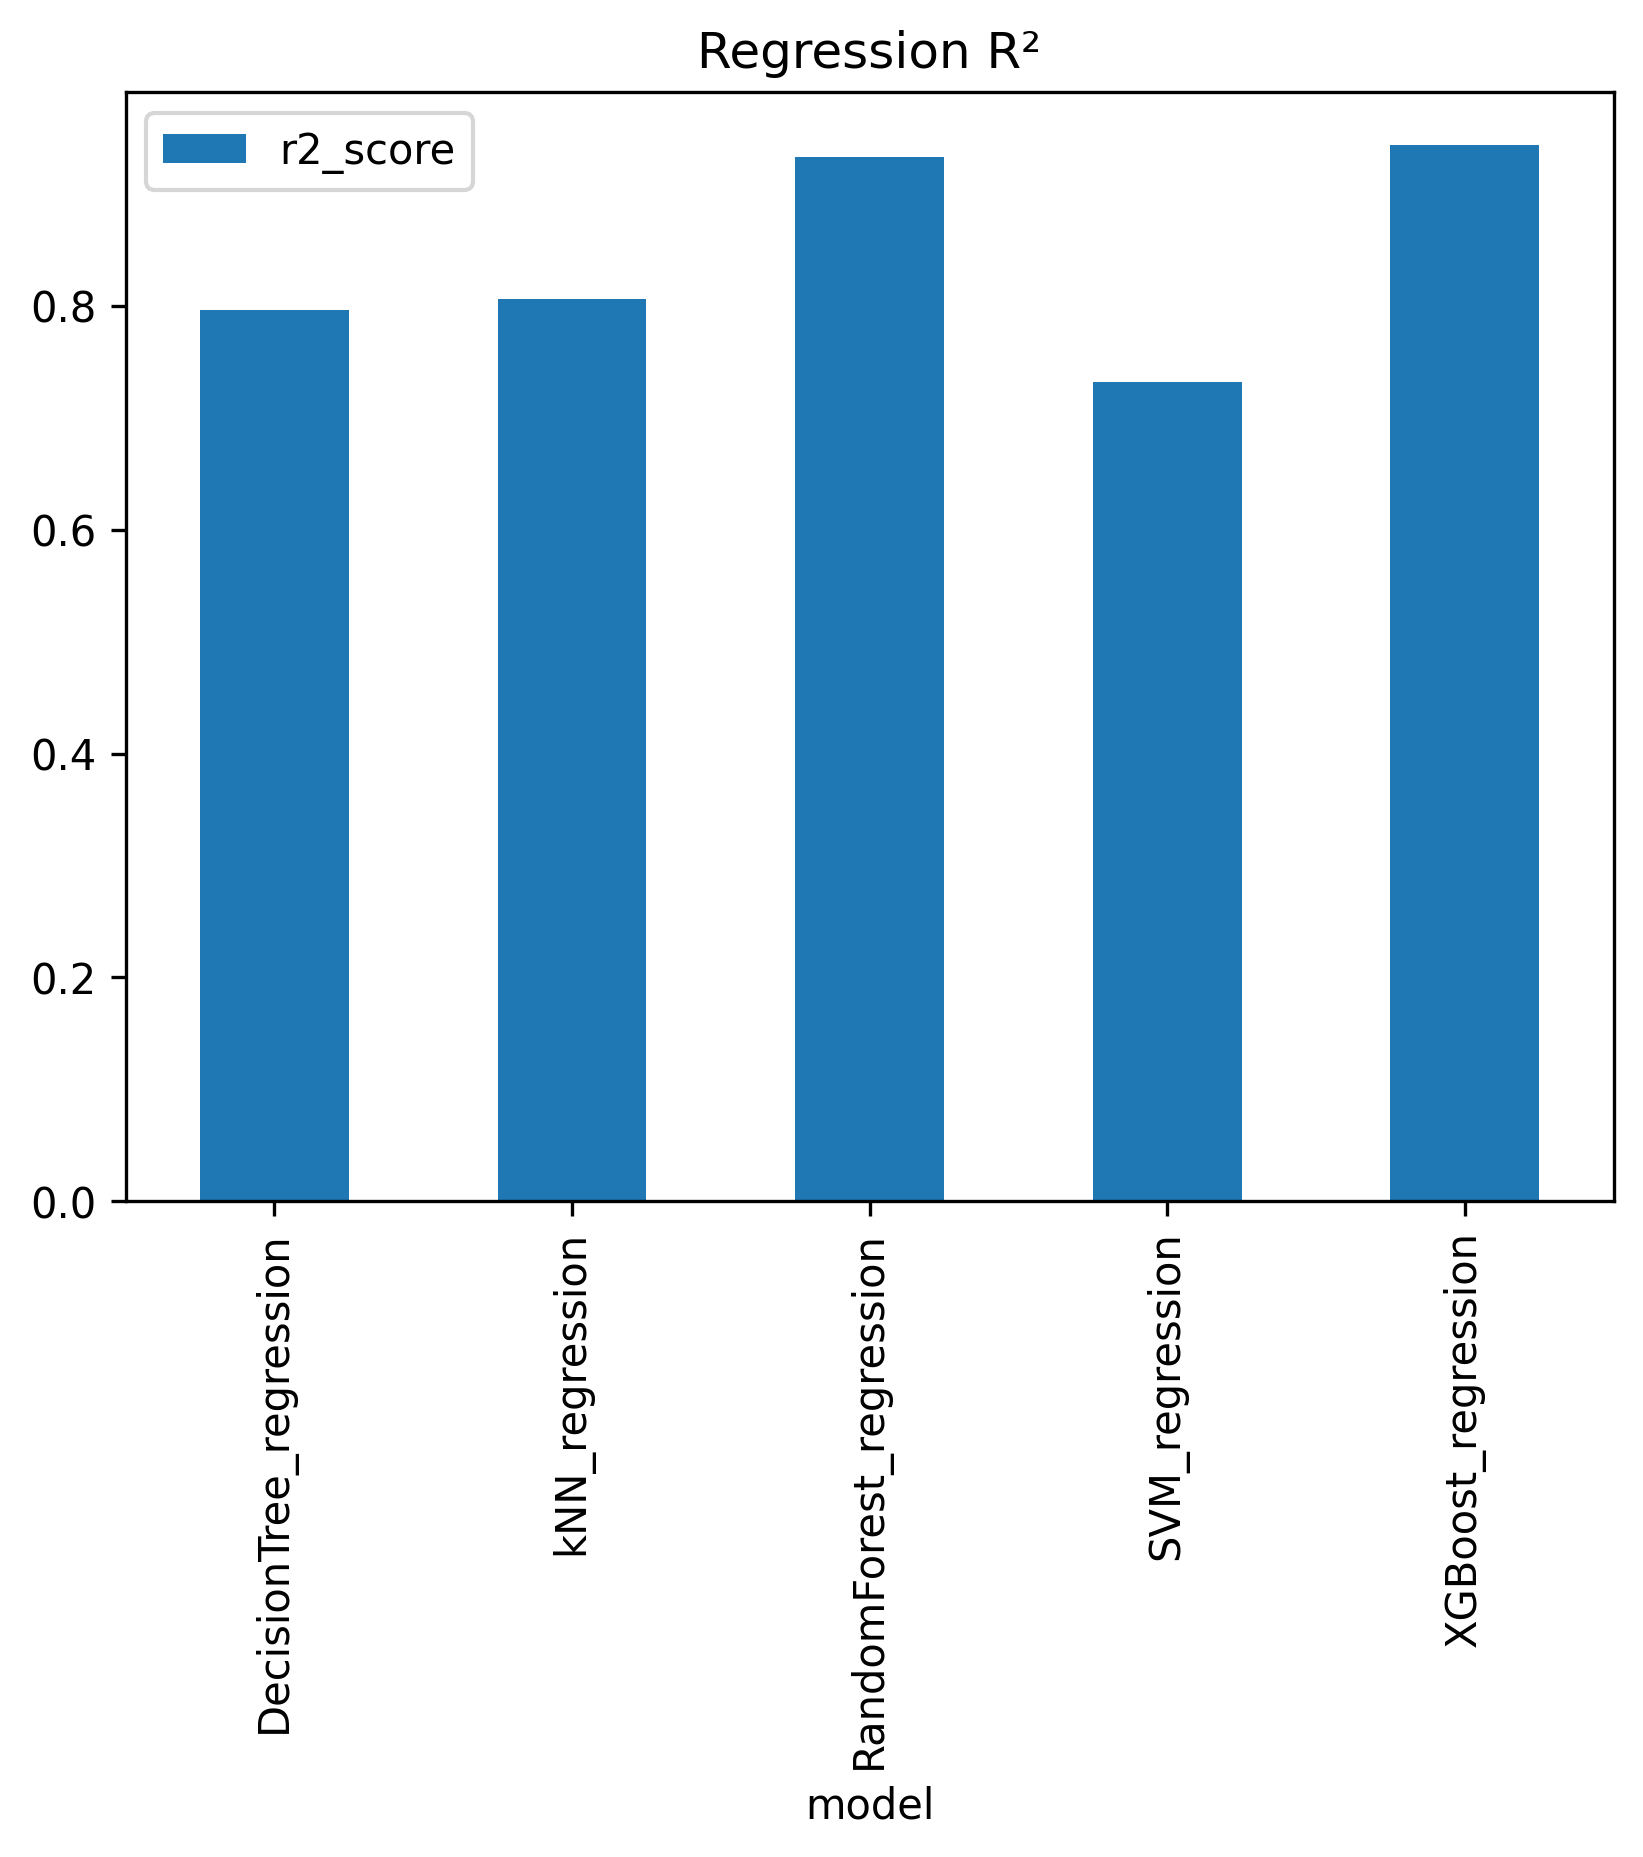 Regression R²
r2_score
0.8
0.6
0.4
0.2
0.0
DecisionTree_regression
kNN_regression
RandomForest_regression
SVM_regression
XGBoost_regression
model